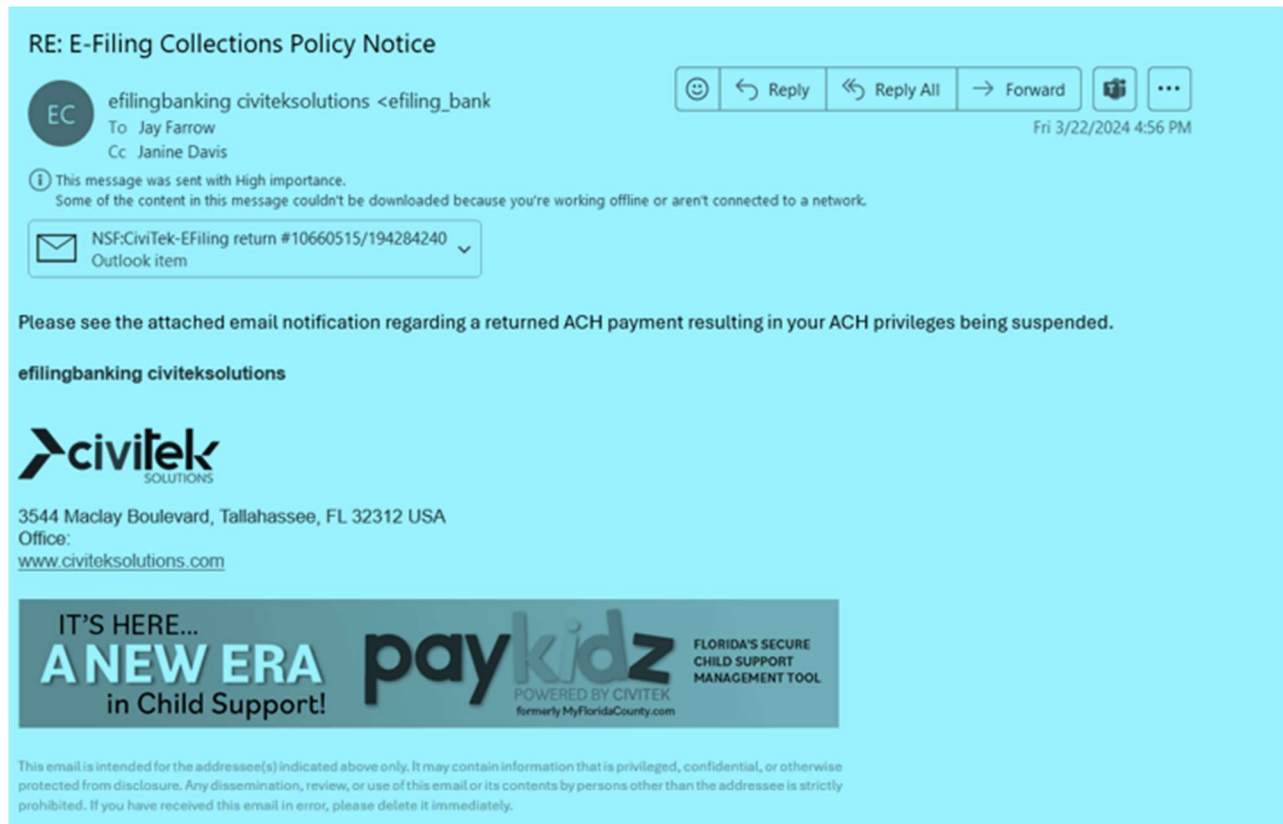 RE: E-Filing Collections Policy Notice
EC
efilingbanking civiteksolutions <efiling_bank
To Jay Farrow
Cc Janine Davis
Reply
Reply All
Forward
Fri 3/22/2024 4:56 PM
This message was sent with High importance.
Some of the content in this message couldn't be downloaded because you're working offline or aren't connected to a network.
NSF:CiviTek-EFiling return #10660515/194284240
Outlook item
Please see the attached email notification regarding a returned ACH payment resulting in your ACH privileges being suspended.
efilingbanking civiteksolutions
civitek
SOLUTIONS
3544 Maclay Boulevard, Tallahassee, FL 32312 USA
Office:
www.civiteksolutions.com
IT'S HERE...
A NEW ERA
in Child Support!
paykidz
POWERED BY CIVITEK
formerly MyFloridaCounty.com
FLORIDA'S SECURE
CHILD SUPPORT
MANAGEMENT TOOL
This email is intended for the addressee(s) indicated above only. It may contain information that is privileged, confidential, or otherwise
protected from disclosure. Any dissemination, review, or use of this email or its contents by persons other than the addressee is strictly
prohibited. If you have received this email in error, please delete it immediately.